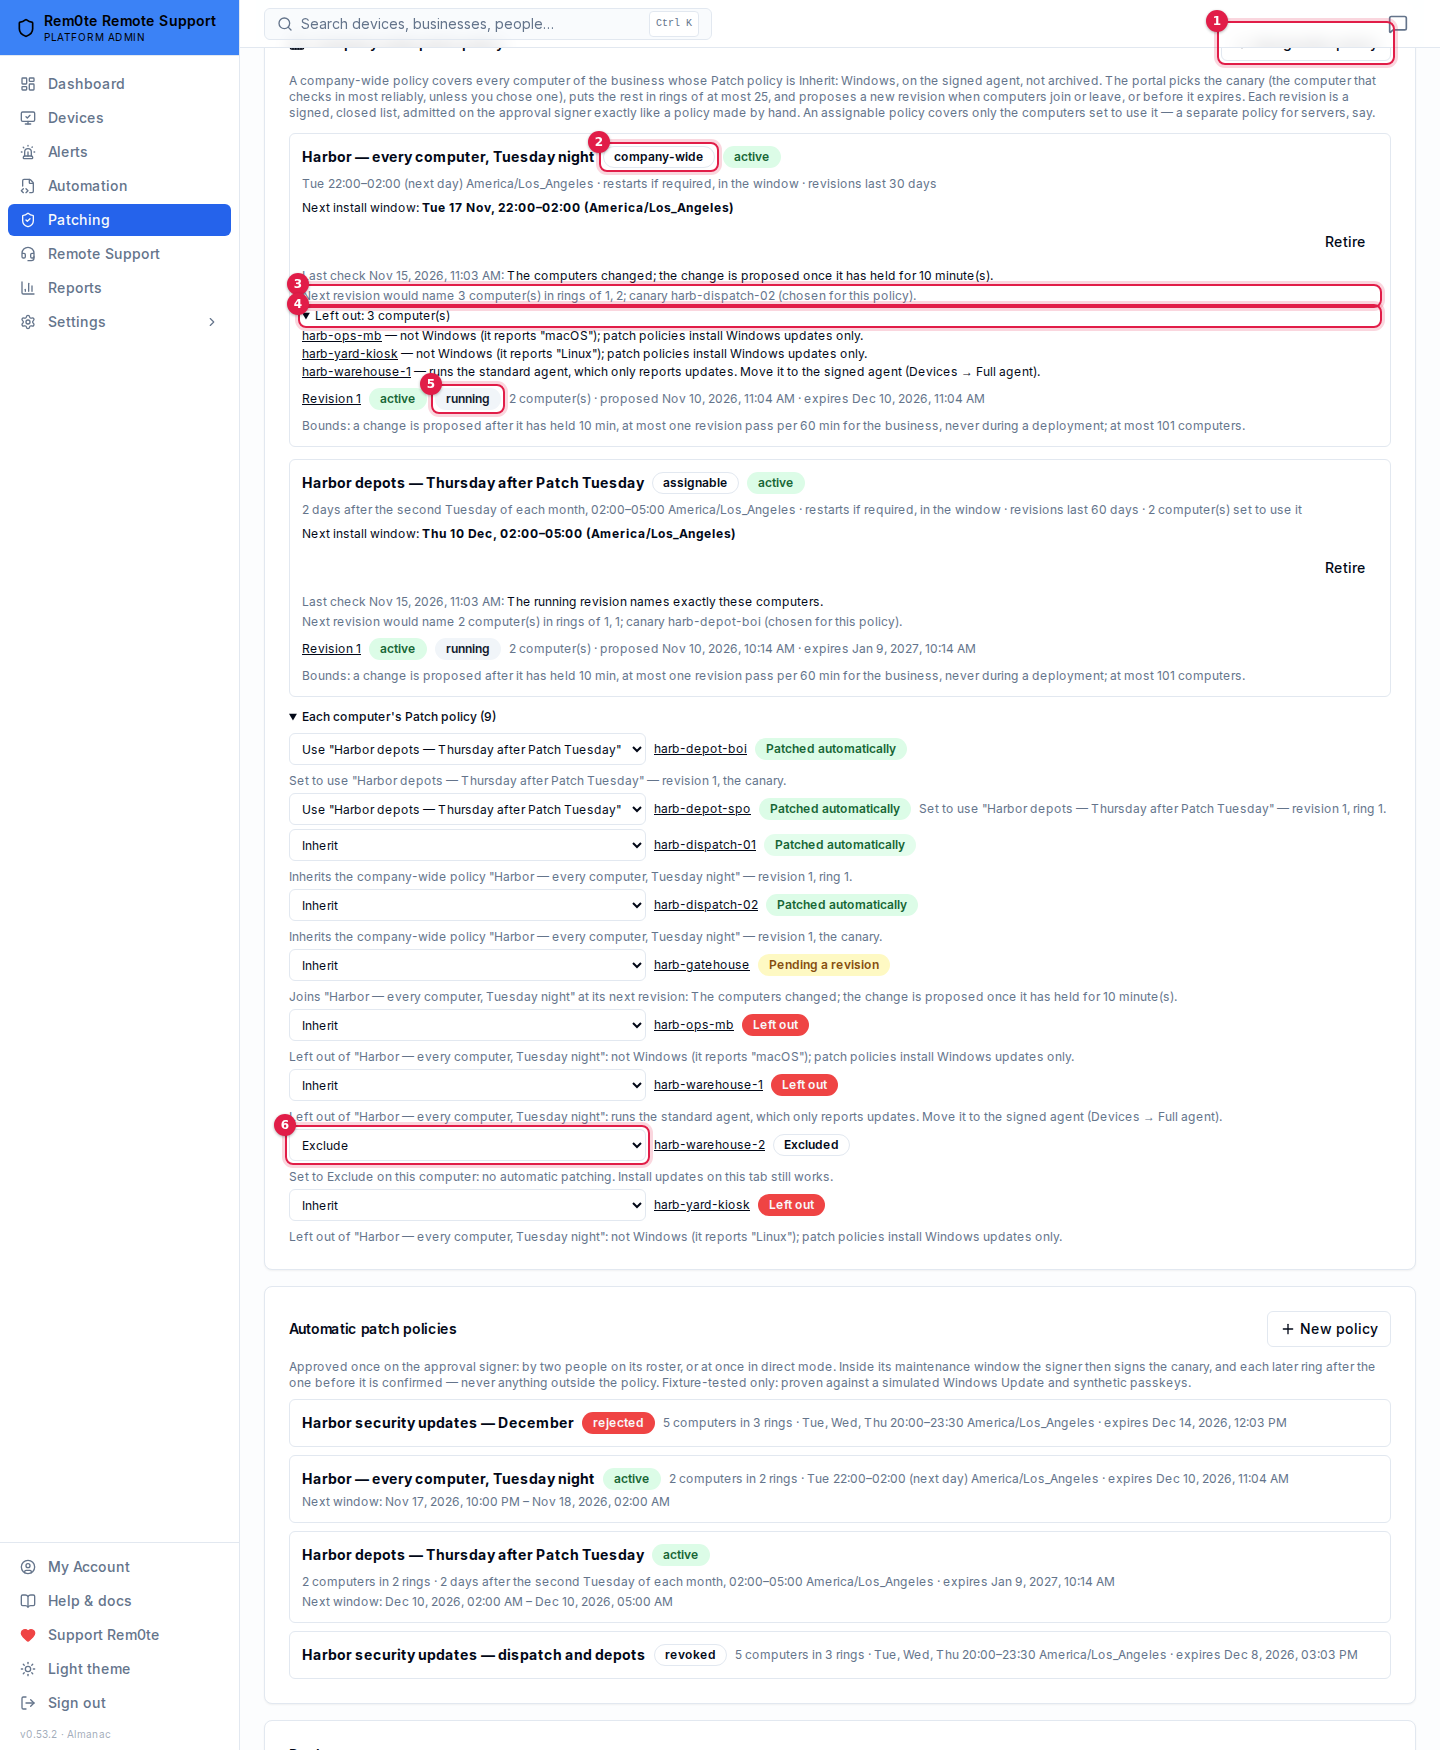 Rem0te Remote Support
PLATFORM ADMIN
Search devices, businesses, people…
Ctrl K
1
Dashboard
Devices
Alerts
Automation
Patching
Remote Support
Reports
Settings
A company-wide policy covers every computer of the business whose Patch policy is Inherit: Windows, on the signed agent, not archived. The portal picks the canary (the computer that
checks in most reliably, unless you chose one), puts the rest in rings of at most 25, and proposes a new revision when computers join or leave, or before it expires. Each revision is a
signed, closed list, admitted on the approval signer exactly like a policy made by hand. An assignable policy covers only the computers set to use it — a separate policy for servers, say.
2
Harbor — every computer, Tuesday night company-wide active
Tue 22:00–02:00 (next day) America/Los_Angeles · restarts if required, in the window · revisions last 30 days
Next install window: Tue 17 Nov, 22:00–02:00 (America/Los_Angeles)
Retire
Last check Nov 15, 2026, 11:03 AM: The computers changed; the change is proposed once it has held for 10 minute(s).
3
Next revision would name 3 computer(s) in rings of 1, 2; canary harb-dispatch-02 (chosen for this policy).
4
▼ Left out: 3 computer(s)
harb-ops-mb — not Windows (it reports "macOS"); patch policies install Windows updates only.
harb-yard-kiosk — not Windows (it reports "Linux"); patch policies install Windows updates only.
harb-warehouse-1 — runs the standard agent, which only reports updates. Move it to the signed agent (Devices → Full agent).
5
Revision 1 active running 2 computer(s) · proposed Nov 10, 2026, 11:04 AM · expires Dec 10, 2026, 11:04 AM
Bounds: a change is proposed after it has held 10 min, at most one revision pass per 60 min for the business, never during a deployment; at most 101 computers.
Harbor depots — Thursday after Patch Tuesday assignable active
2 days after the second Tuesday of each month, 02:00–05:00 America/Los_Angeles · restarts if required, in the window · revisions last 60 days · 2 computer(s) set to use it
Next install window: Thu 10 Dec, 02:00–05:00 (America/Los_Angeles)
Retire
Last check Nov 15, 2026, 11:03 AM: The running revision names exactly these computers.
Next revision would name 2 computer(s) in rings of 1, 1; canary harb-depot-boi (chosen for this policy).
Revision 1 active running 2 computer(s) · proposed Nov 10, 2026, 10:14 AM · expires Jan 9, 2027, 10:14 AM
Bounds: a change is proposed after it has held 10 min, at most one revision pass per 60 min for the business, never during a deployment; at most 101 computers.
▼ Each computer's Patch policy (9)
Use "Harbor depots — Thursday after Patch Tuesday" harb-depot-boi Patched automatically
Set to use "Harbor depots — Thursday after Patch Tuesday" — revision 1, the canary.
Use "Harbor depots — Thursday after Patch Tuesday" harb-depot-spo Patched automatically Set to use "Harbor depots — Thursday after Patch Tuesday" — revision 1, ring 1.
Inherit harb-dispatch-01 Patched automatically
Inherits the company-wide policy "Harbor — every computer, Tuesday night" — revision 1, ring 1.
Inherit harb-dispatch-02 Patched automatically
Inherits the company-wide policy "Harbor — every computer, Tuesday night" — revision 1, the canary.
Inherit harb-gatehouse Pending a revision
Joins "Harbor — every computer, Tuesday night" at its next revision: The computers changed; the change is proposed once it has held for 10 minute(s).
Inherit harb-ops-mb Left out
Left out of "Harbor — every computer, Tuesday night": not Windows (it reports "macOS"); patch policies install Windows updates only.
Inherit harb-warehouse-1 Left out
Left out of "Harbor — every computer, Tuesday night": runs the standard agent, which only reports updates. Move it to the signed agent (Devices → Full agent).
6
Exclude harb-warehouse-2 Excluded
Set to Exclude on this computer: no automatic patching. Install updates on this tab still works.
Inherit harb-yard-kiosk Left out
Left out of "Harbor — every computer, Tuesday night": not Windows (it reports "Linux"); patch policies install Windows updates only.
Automatic patch policies
+ New policy
Approved once on the approval signer: by two people on its roster, or at once in direct mode. Inside its maintenance window the signer then signs the canary, and each later ring after the
one before it is confirmed — never anything outside the policy. Fixture-tested only: proven against a simulated Windows Update and synthetic passkeys.
Harbor security updates — December rejected 5 computers in 3 rings · Tue, Wed, Thu 20:00–23:30 America/Los_Angeles · expires Dec 14, 2026, 12:03 PM
Harbor — every computer, Tuesday night active 2 computers in 2 rings · Tue 22:00–02:00 (next day) America/Los_Angeles · expires Dec 10, 2026, 11:04 AM
Next window: Nov 17, 2026, 10:00 PM – Nov 18, 2026, 02:00 AM
Harbor depots — Thursday after Patch Tuesday active
2 computers in 2 rings · 2 days after the second Tuesday of each month, 02:00–05:00 America/Los_Angeles · expires Jan 9, 2027, 10:14 AM
Next window: Dec 10, 2026, 02:00 AM – Dec 10, 2026, 05:00 AM
Harbor security updates — dispatch and depots revoked 5 computers in 3 rings · Tue, Wed, Thu 20:00–23:30 America/Los_Angeles · expires Dec 8, 2026, 03:03 PM
My Account
Help & docs
Support Rem0te
Light theme
Sign out
v0.53.2 · Almanac